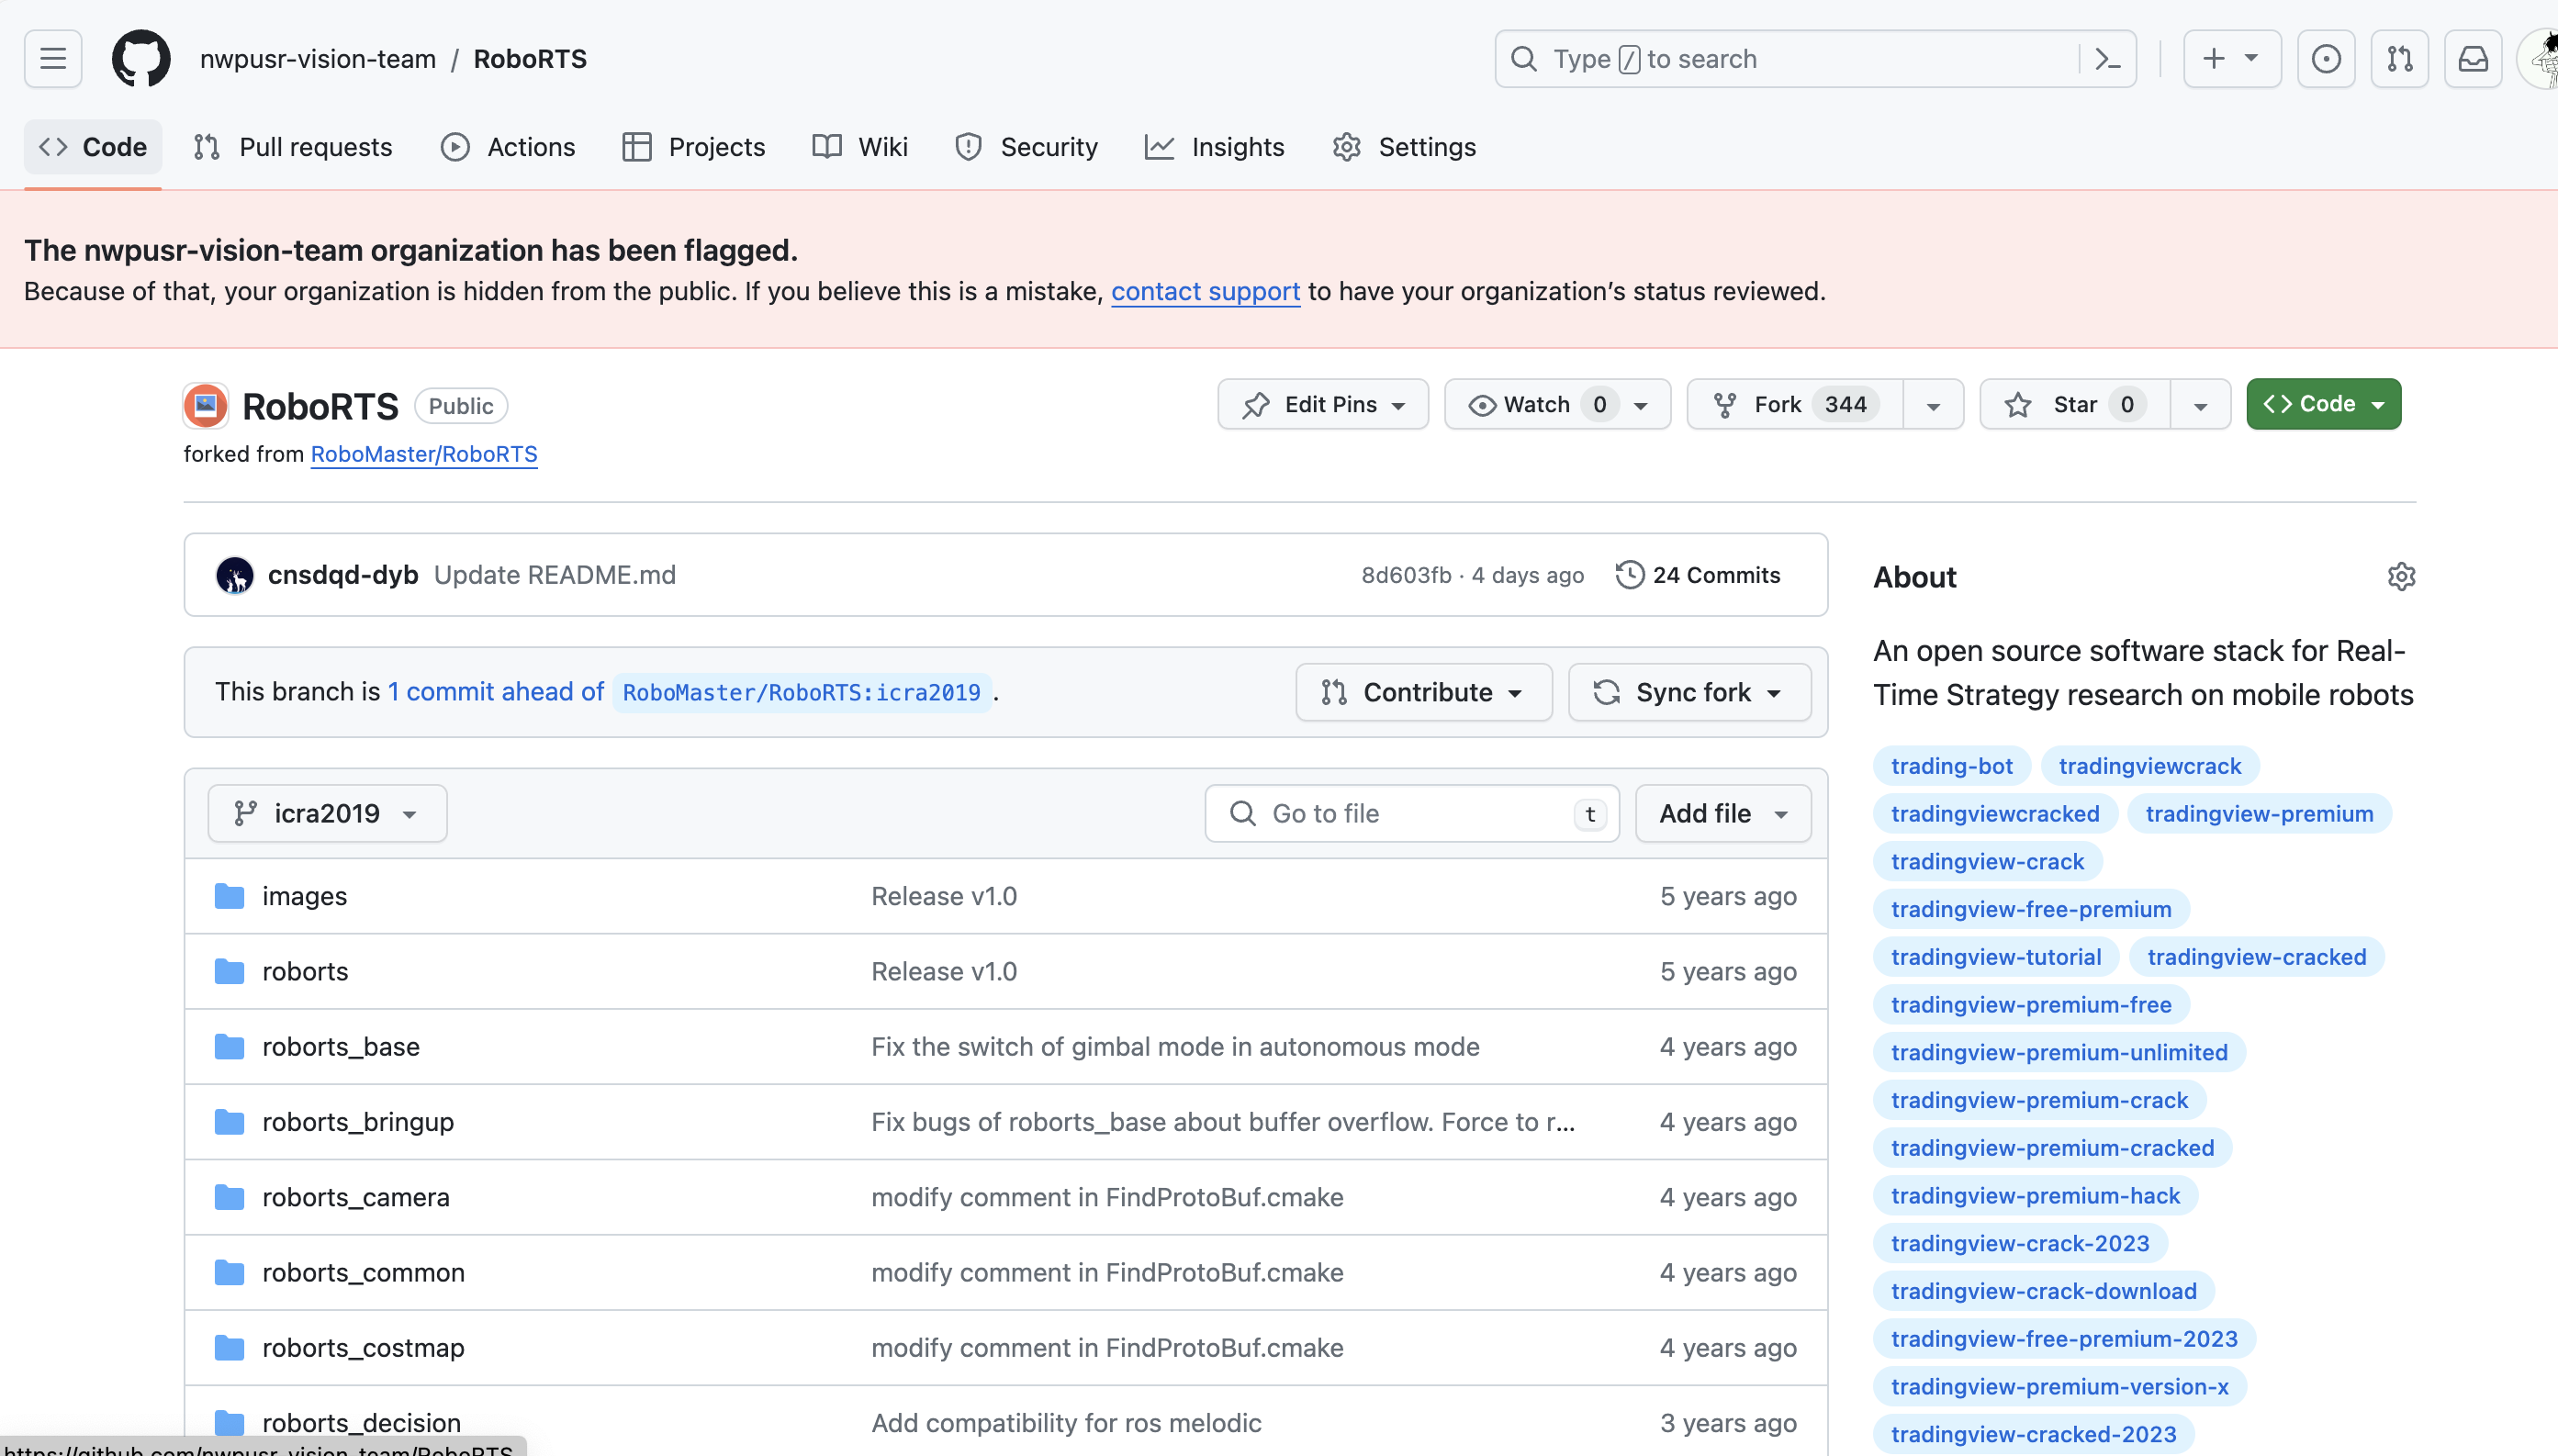 nwpusr-vision-team / RoboRTS
Type / to search
Code Pull requests Actions Projects Wiki Security Insights Settings
The nwpusr-vision-team organization has been flagged.
Because of that, your organization is hidden from the public. If you believe this is a mistake, contact support to have your organization’s status reviewed.
RoboRTS Public
Edit Pins Watch 0 Fork 344 Star 0 Code
forked from RoboMaster/RoboRTS
cnsdqd-dyb Update README.md 8d603fb · 4 days ago 24 Commits
This branch is 1 commit ahead of RoboMaster/RoboRTS:icra2019 .
Contribute Sync fork
icra2019 Go to file t Add file
images Release v1.0 5 years ago
roborts Release v1.0 5 years ago
roborts_base Fix the switch of gimbal mode in autonomous mode 4 years ago
roborts_bringup Fix bugs of roborts_base about buffer overflow. Force to r... 4 years ago
roborts_camera modify comment in FindProtoBuf.cmake 4 years ago
roborts_common modify comment in FindProtoBuf.cmake 4 years ago
roborts_costmap modify comment in FindProtoBuf.cmake 4 years ago
roborts_decision Add compatibility for ros melodic 3 years ago
About
An open source software stack for Real-
Time Strategy research on mobile robots
trading-bot tradingviewcrack
tradingviewcracked tradingview-premium
tradingview-crack
tradingview-free-premium
tradingview-tutorial tradingview-cracked
tradingview-premium-free
tradingview-premium-unlimited
tradingview-premium-crack
tradingview-premium-cracked
tradingview-premium-hack
tradingview-crack-2023
tradingview-crack-download
tradingview-free-premium-2023
tradingview-premium-version-x
tradingview-cracked-2023
https://github.com/nwpusr-vision-team/RoboRTS